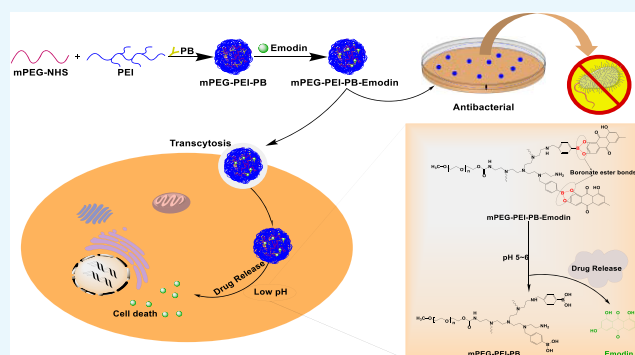 mPEG-NHS
+
PEI
PB
mPEG-PEI-PB
Emodin
mPEG-PEI-PB-Emodin
Antibacterial
Transcytosis
Drug Release
Low pH
Cell death
Boronate ester bonds
mPEG-PEI-PB-Emodin
pH 5~6
Drug Release
mPEG-PEI-PB
Emodin